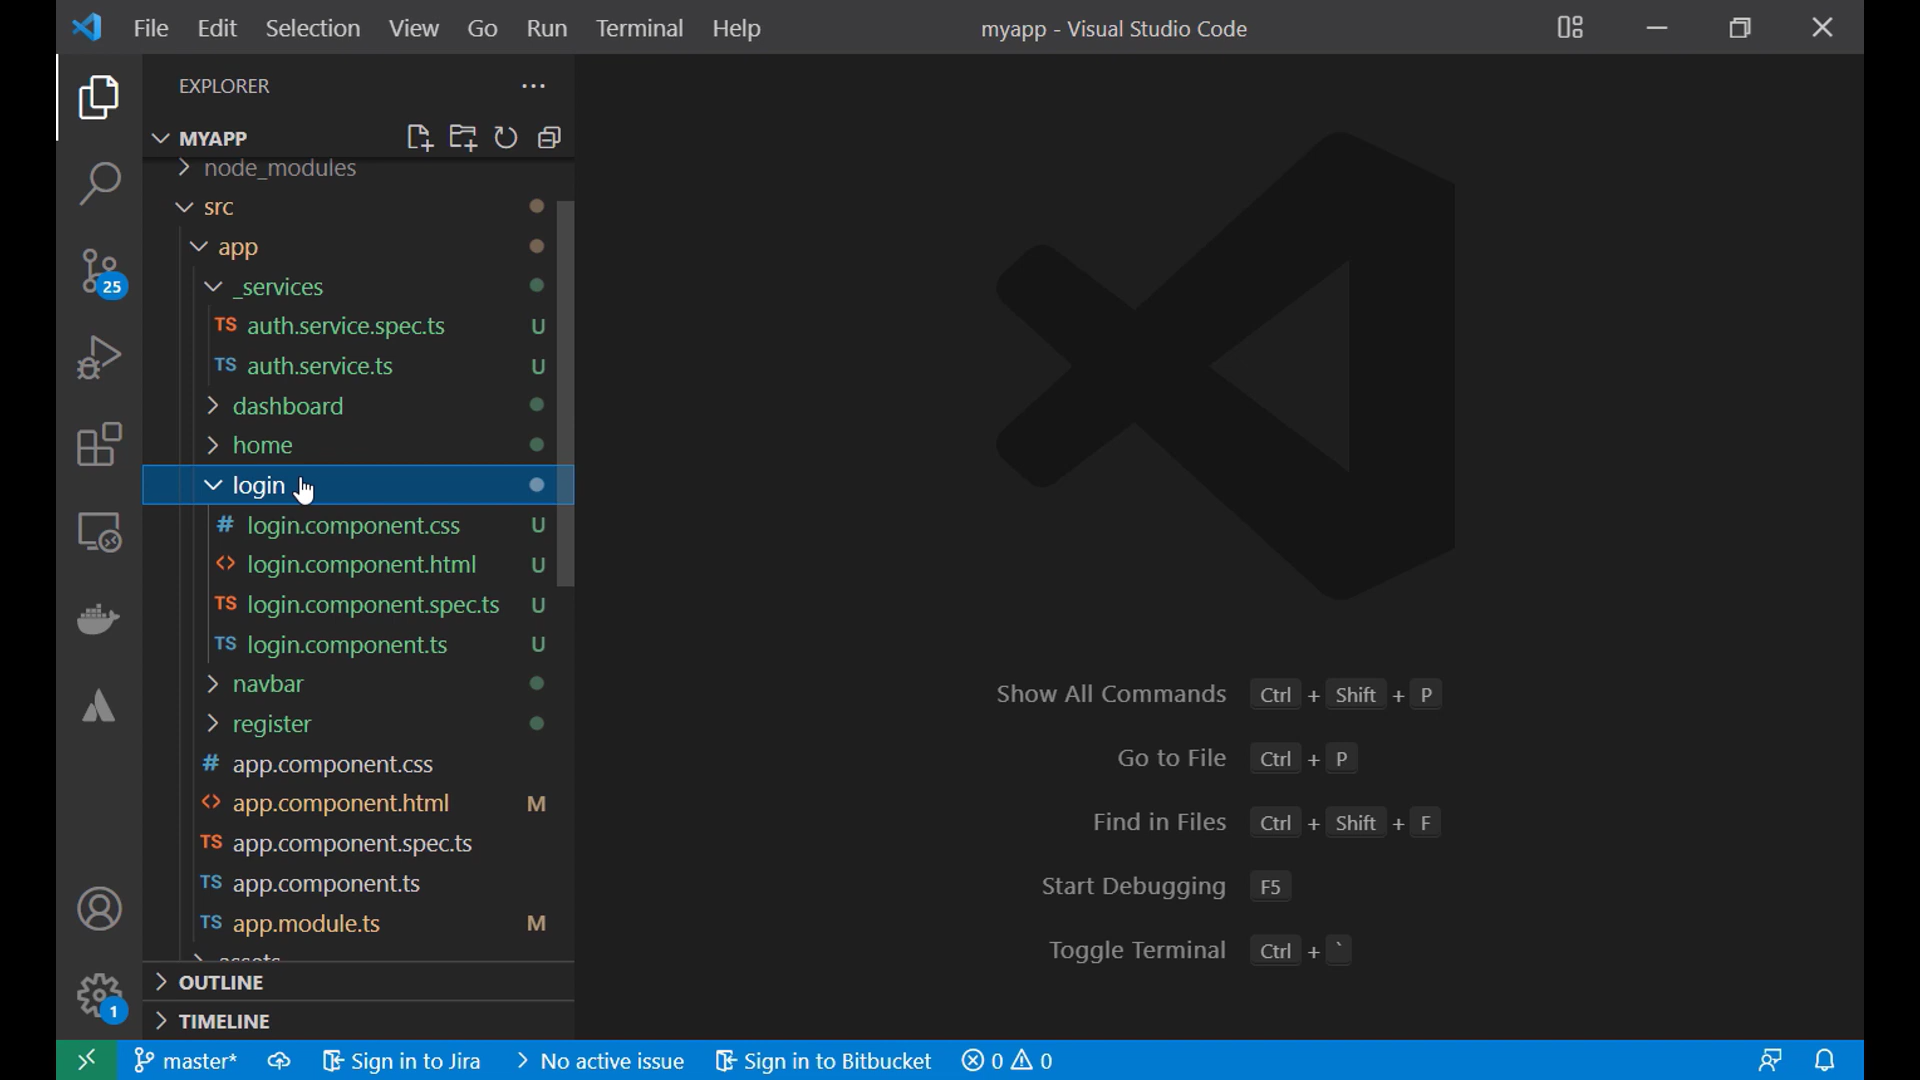 File Edit Selection View Go Run Terminal Help myapp - Visual Studio Code
EXPLORER ...
MYAPP
node_modules
src
app
_services
TS auth.service.spec.ts U
TS auth.service.ts U
dashboard
home
login
# login.component.css U
<> login.component.html U
TS login.component.spec.ts U
TS login.component.ts U
navbar
register
# app.component.css
<> app.component.html M
TS app.component.spec.ts
TS app.component.ts
TS app.module.ts M
assets
OUTLINE
TIMELINE
25
1
Show All Commands Ctrl + Shift + P
Go to File Ctrl + P
Find in Files Ctrl + Shift + F
Start Debugging F5
Toggle Terminal Ctrl + `
master* Sign in to Jira No active issue Sign in to Bitbucket 0 0